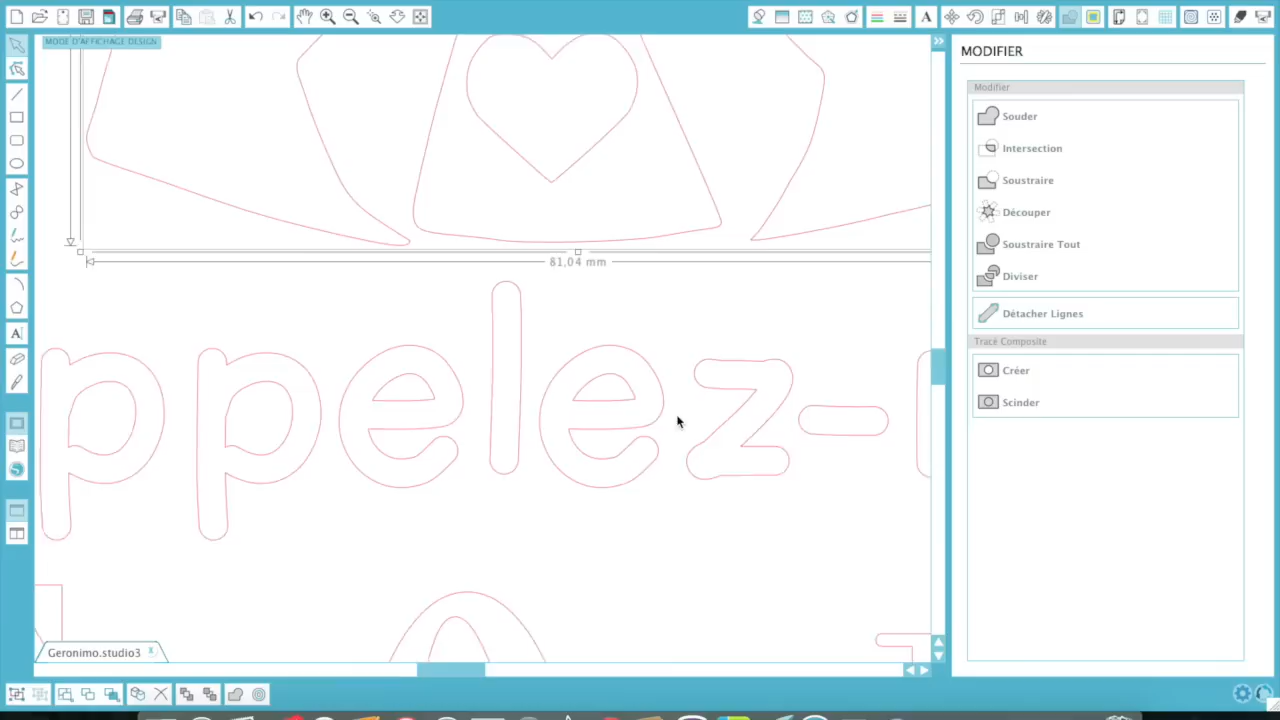 MODE D'AFFICHAGE DESIGN
MODIFIER
Modifier
Souder
Intersection
Soustraire
Découper
Soustraire Tout
Diviser
Détacher Lignes
Tracé Composite
Créer
Scinder
81,04 mm
ppelez-
Geronimo.studio3